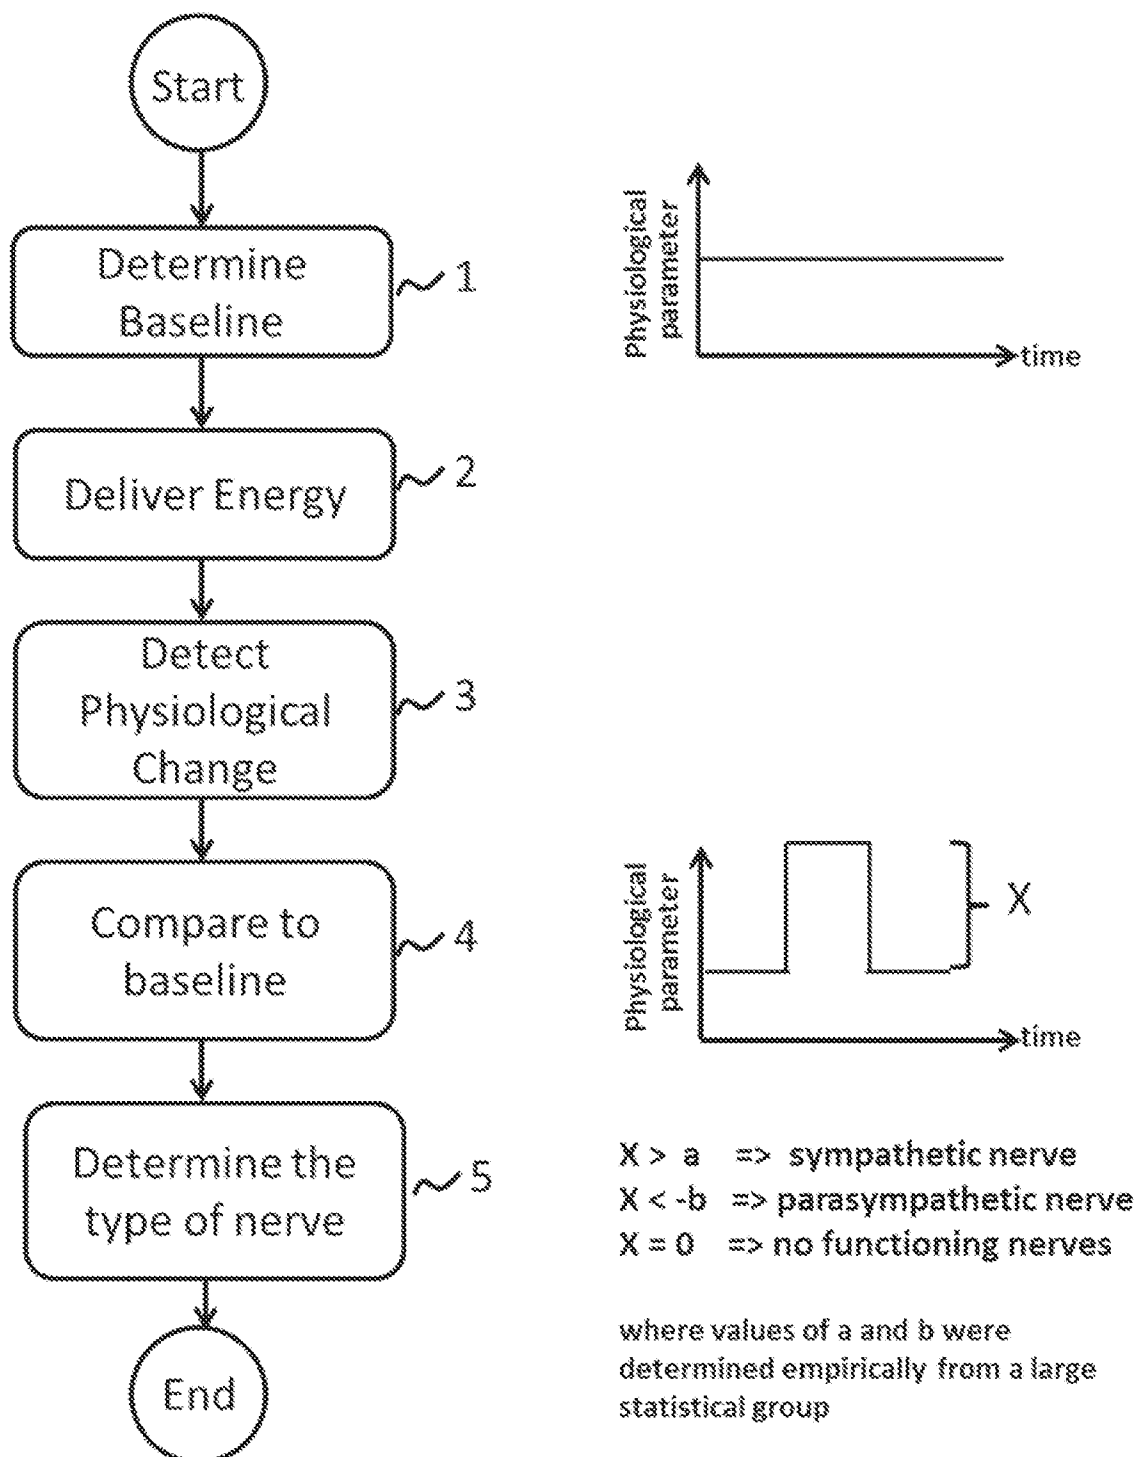 Start
Determine
Baseline
1
Physiological
parameter
time
Deliver Energy
2
Detect
Physiological
Change
3
Compare to
baseline
4
Physiological
parameter
X
time
Determine the
type of nerve
5
X > a => sympathetic nerve
X < -b => parasympathetic nerve
X = 0 => no functioning nerves
where values of a and b were
determined empirically from a large
statistical group
End